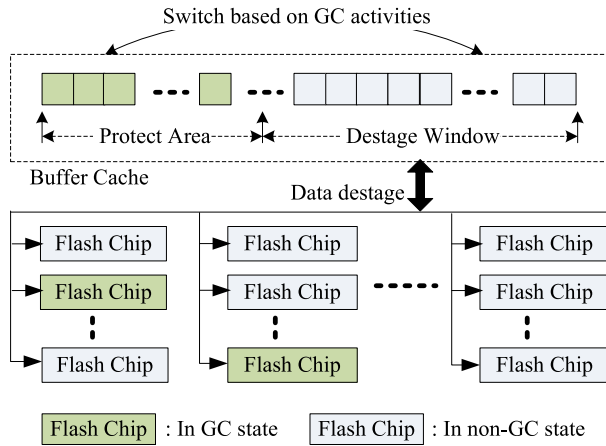 Switch based on GC activities
Protect Area
Destage Window
Buffer Cache
Data destage
Flash Chip
Flash Chip
Flash Chip
Flash Chip
Flash Chip
Flash Chip
Flash Chip
Flash Chip
Flash Chip
Flash Chip : In GC state
Flash Chip : In non-GC state